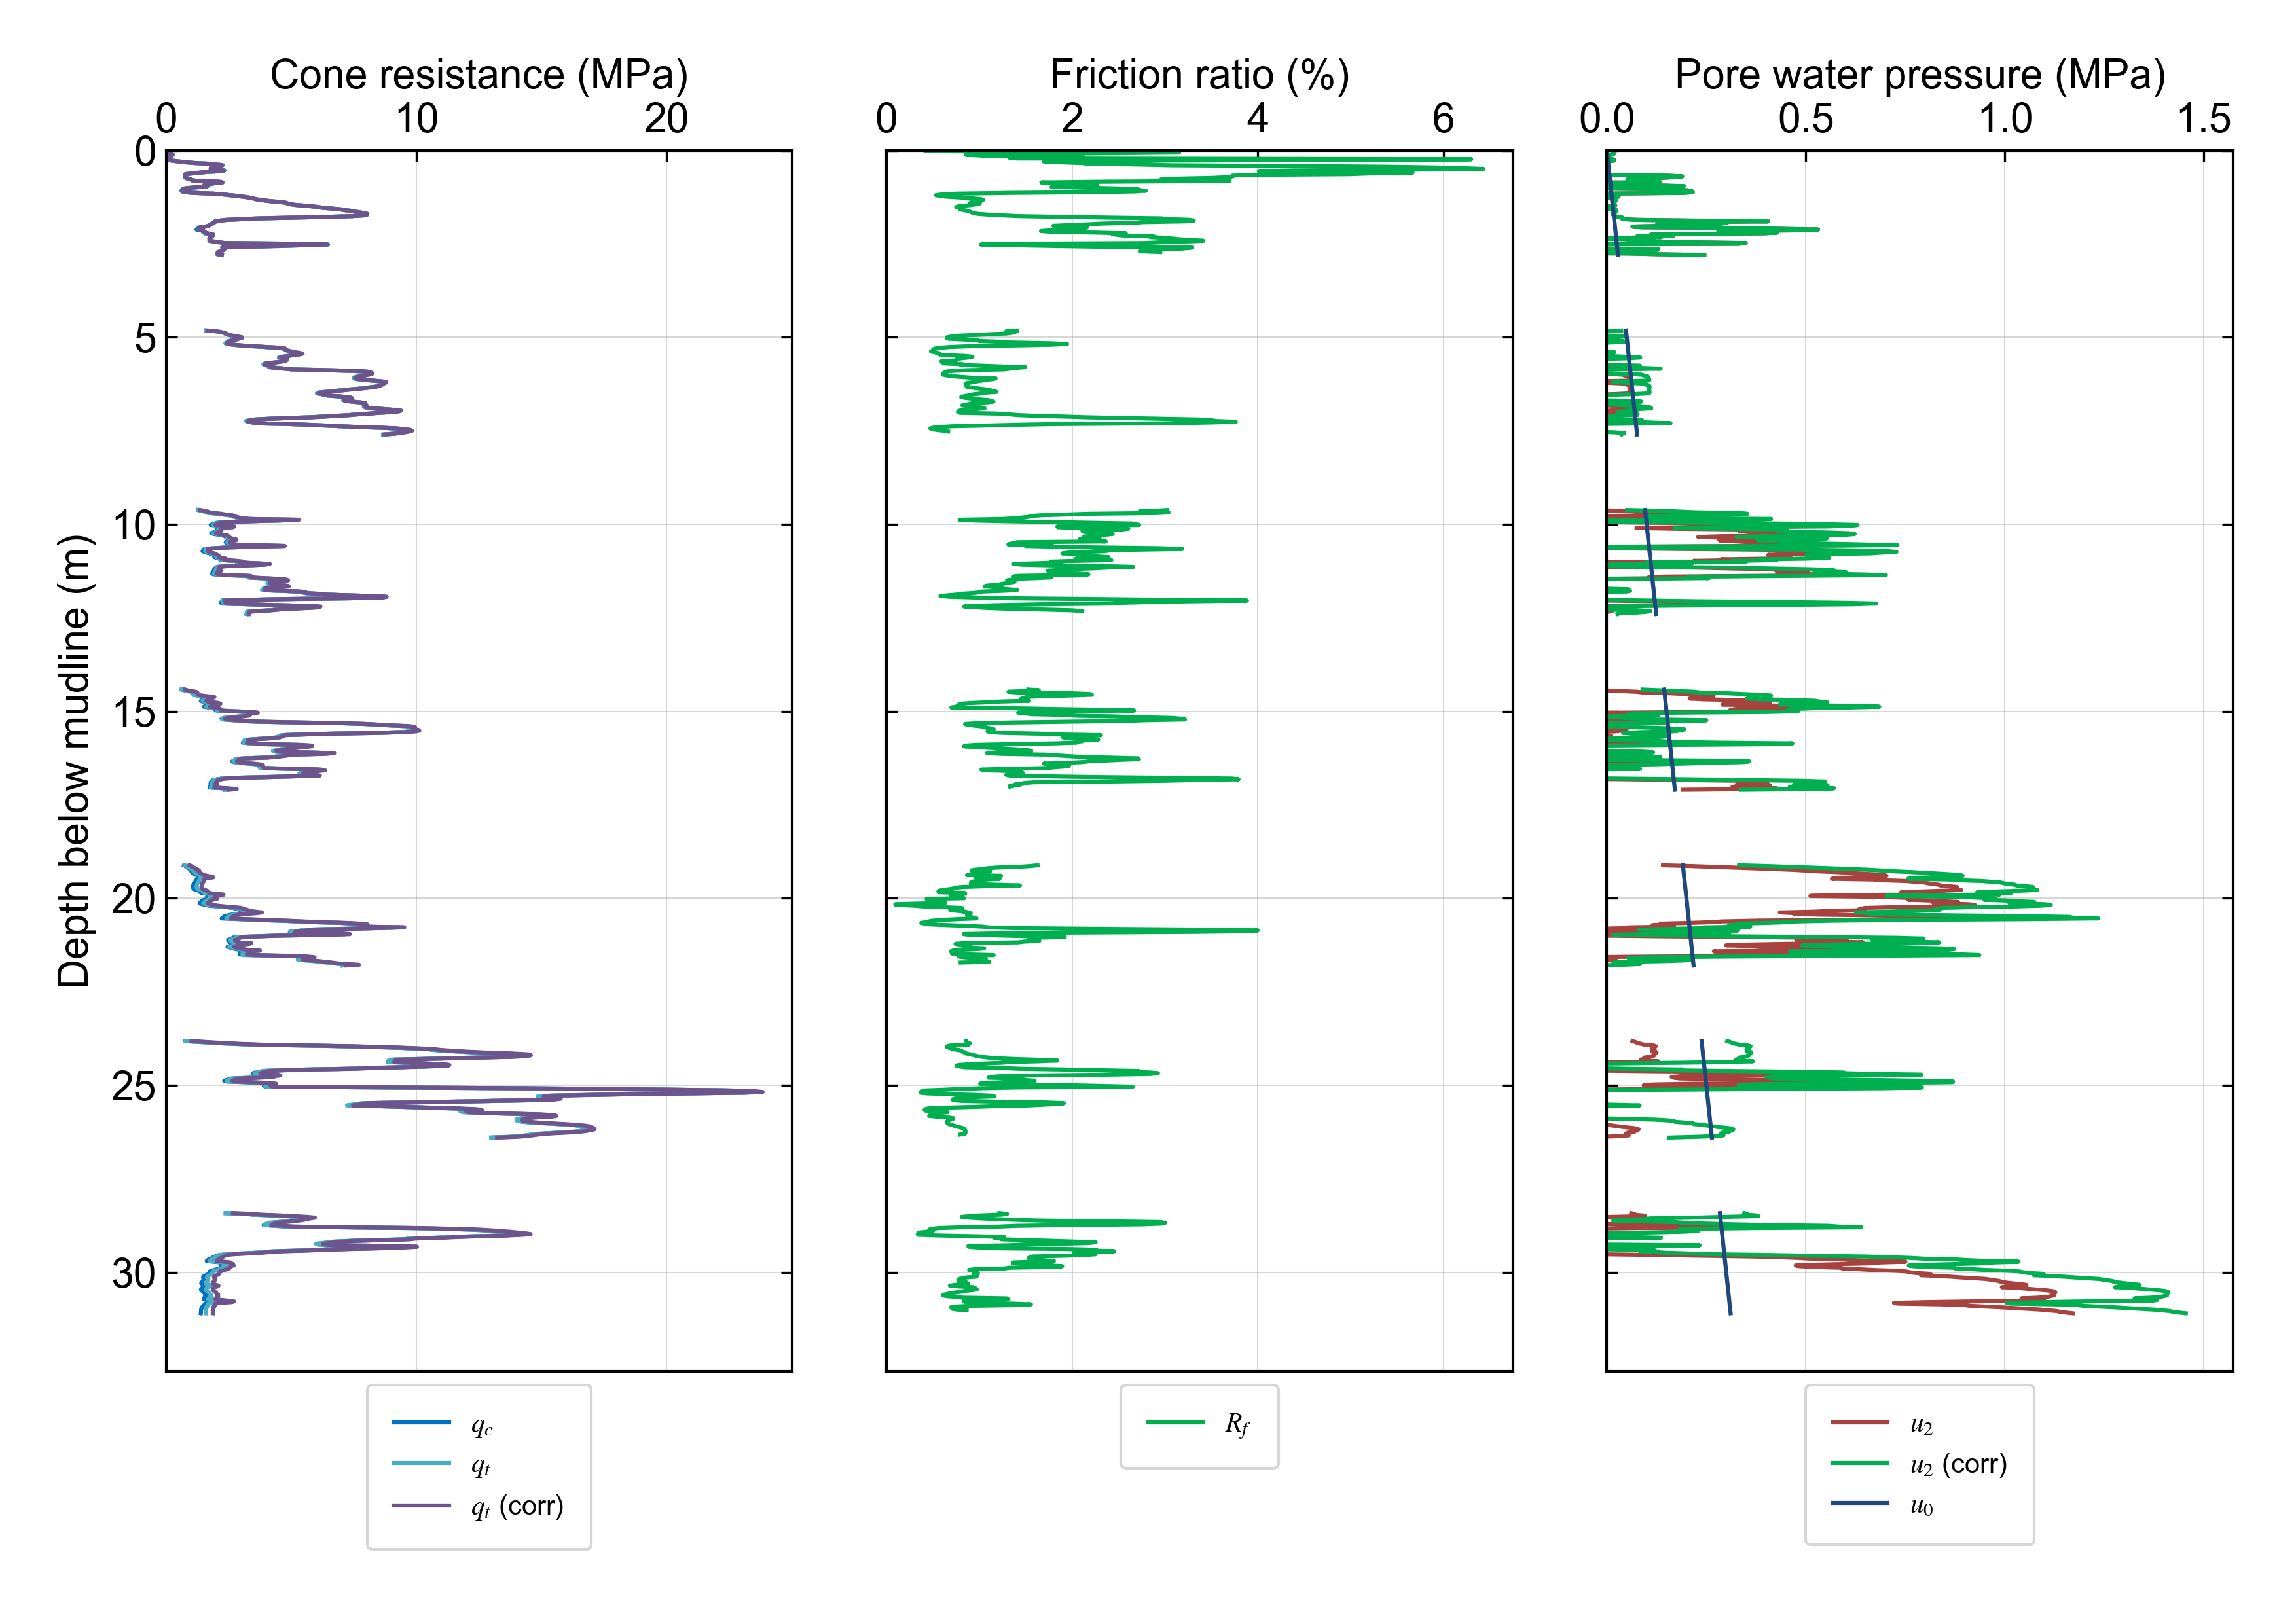 Cone resistance (MPa)
0 10 20
Friction ratio (%)
0 2 4 6
Pore water pressure (MPa)
0.0 0.5 1.0 1.5
Depth below mudline (m)
0
5
10
15
20
25
30
qc
qt
qt (corr)
Rf
u2
u2 (corr)
u0